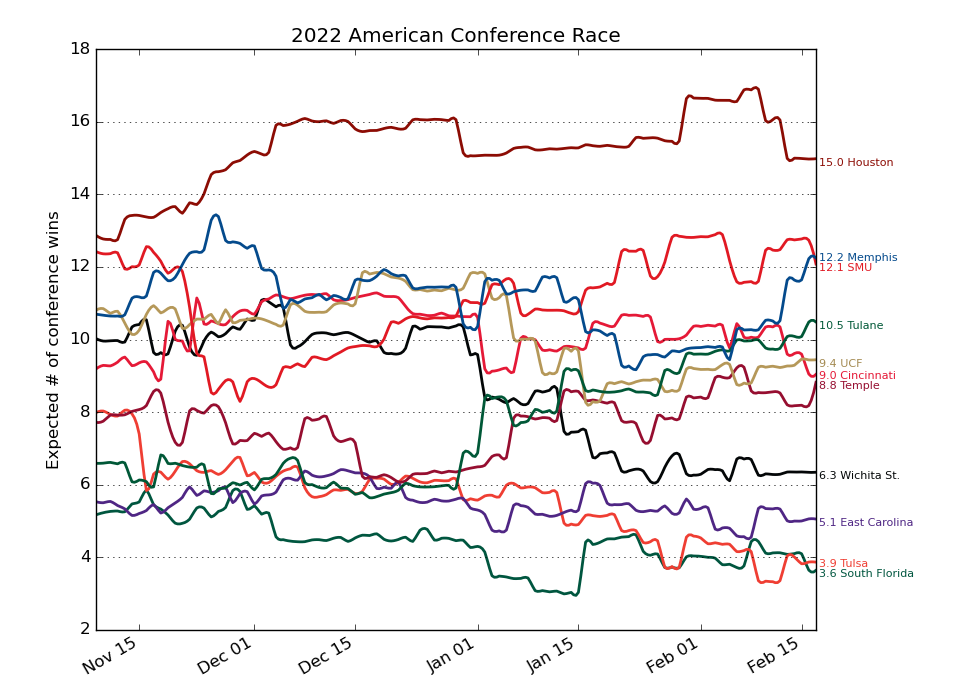 2022 American Conference Race
Expected # of conference wins
18
16
14
12
10
8
6
4
2
15.0 Houston
12.2 Memphis
12.1 SMU
10.5 Tulane
9.4 UCF
9.0 Cincinnati
8.8 Temple
6.3 Wichita St.
5.1 East Carolina
3.9 Tulsa
3.6 South Florida
Nov 15
Dec 01
Dec 15
Jan 01
Jan 15
Feb 01
Feb 15